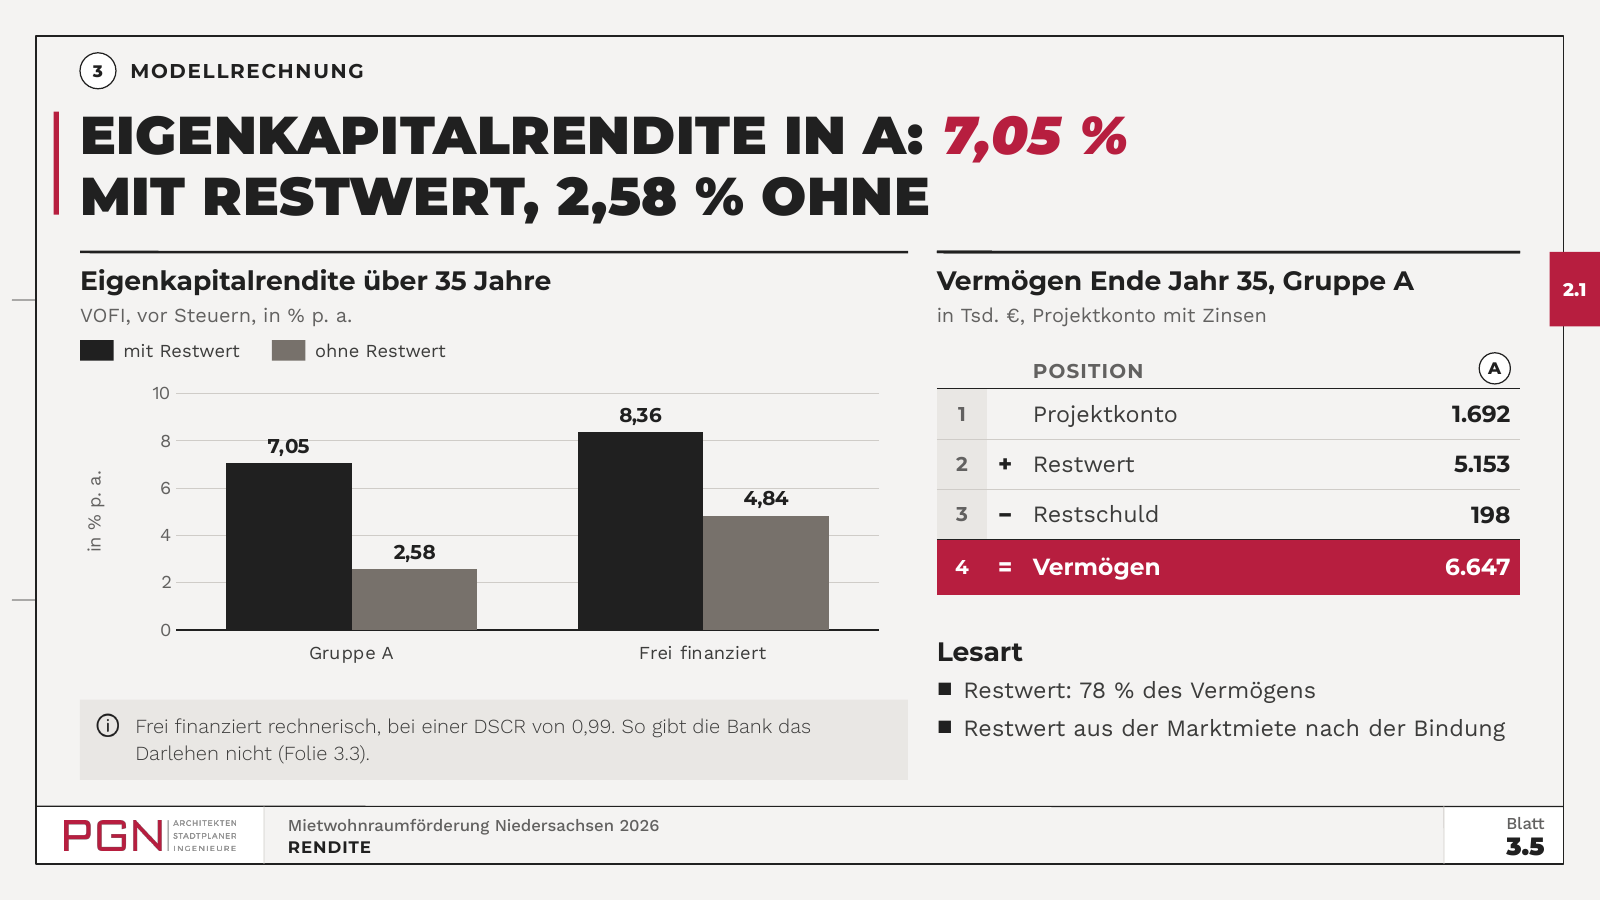 3 MODELLRECHNUNG
EIGENKAPITALRENDITE IN A: 7,05 %
MIT RESTWERT, 2,58 % OHNE
Eigenkapitalrendite über 35 Jahre
VOFI, vor Steuern, in % p. a.
mit Restwert ohne Restwert
in % p. a.
10
8
6
4
2
0
7,05
2,58
8,36
4,84
Gruppe A Frei finanziert
Frei finanziert rechnerisch, bei einer DSCR von 0,99. So gibt die Bank das
Darlehen nicht (Folie 3.3).
Vermögen Ende Jahr 35, Gruppe A
in Tsd. €, Projektkonto mit Zinsen
POSITION A
1 Projektkonto 1.692
2 + Restwert 5.153
3 – Restschuld 198
4 = Vermögen 6.647
Lesart
■ Restwert: 78 % des Vermögens
■ Restwert aus der Marktmiete nach der Bindung
2.1
PGN
ARCHITEKTEN
STADTPLANER
INGENIEURE
Mietwohnraumförderung Niedersachsen 2026
RENDITE
Blatt
3.5